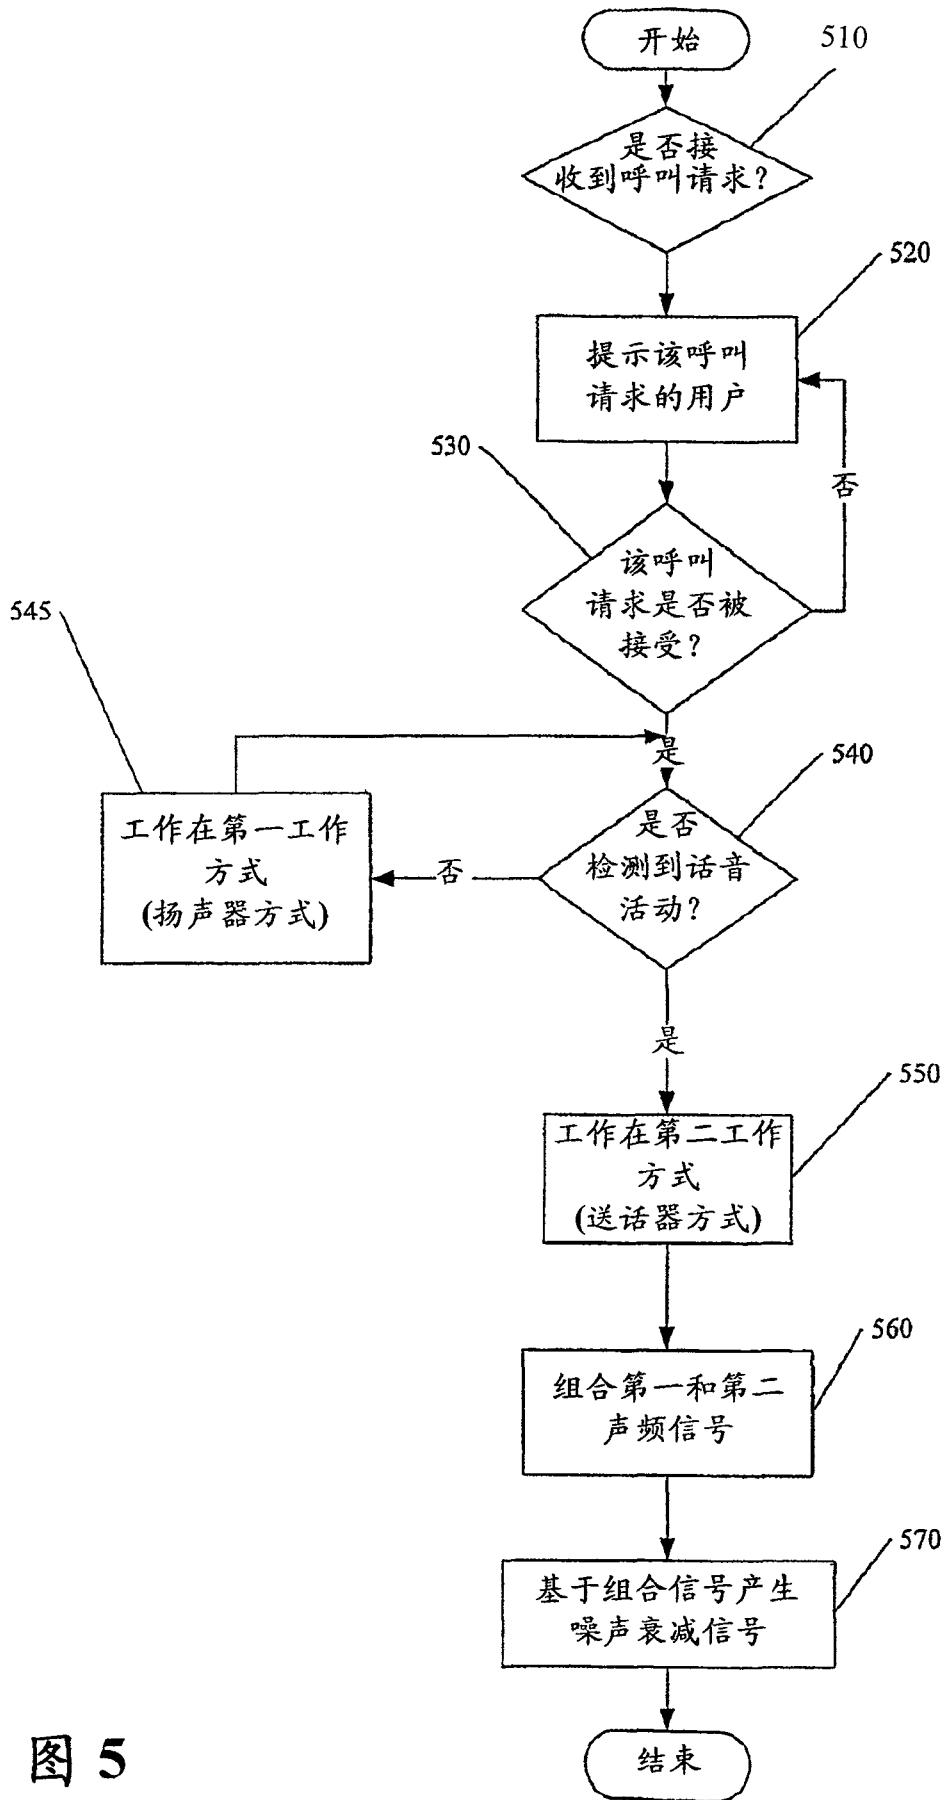 开始
510
是否接
收到呼叫请求?
520
提示该呼叫
请求的用户
530
否
该呼叫
请求是否被
接受?
545
是
540
工作在第一工作
方式
(扬声器方式)
否
是否
检测到话音
活动?
是
550
工作在第二工作
方式
(送话器方式)
560
组合第一和第二
声频信号
570
基于组合信号产生
噪声衰减信号
结束
图 5